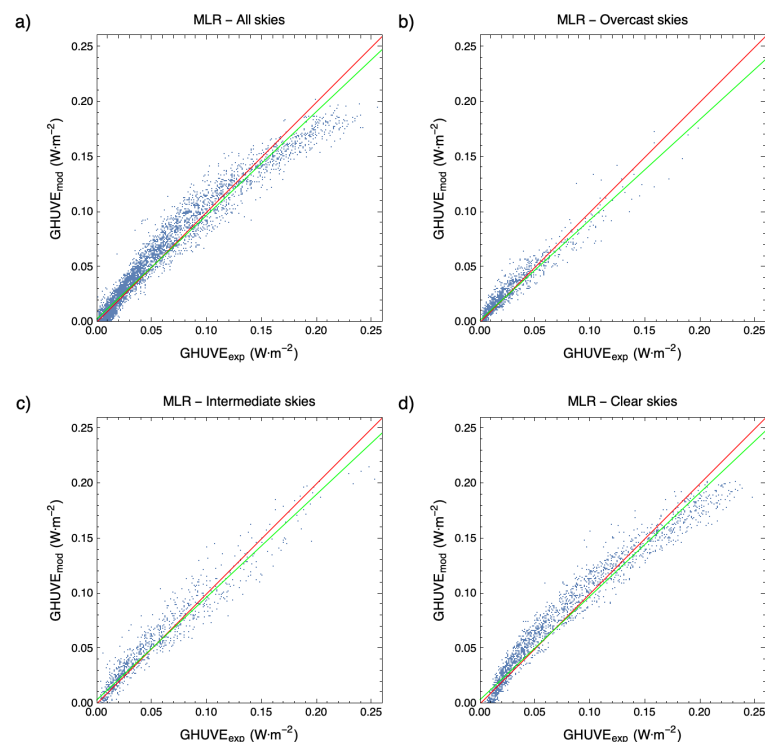 a)
MLR – All skies
0.25
0.20
0.15
0.10
0.05
0.00
GHUVEmod (W·m−2)
0.00 0.05 0.10 0.15 0.20 0.25
GHUVEexp (W·m−2)
b)
MLR – Overcast skies
0.25
0.20
0.15
0.10
0.05
0.00
GHUVEmod (W·m−2)
0.00 0.05 0.10 0.15 0.20 0.25
GHUVEexp (W·m−2)
c)
MLR – Intermediate skies
0.25
0.20
0.15
0.10
0.05
0.00
GHUVEmod (W·m−2)
0.00 0.05 0.10 0.15 0.20 0.25
GHUVEexp (W·m−2)
d)
MLR – Clear skies
0.25
0.20
0.15
0.10
0.05
0.00
GHUVEmod (W·m−2)
0.00 0.05 0.10 0.15 0.20 0.25
GHUVEexp (W·m−2)